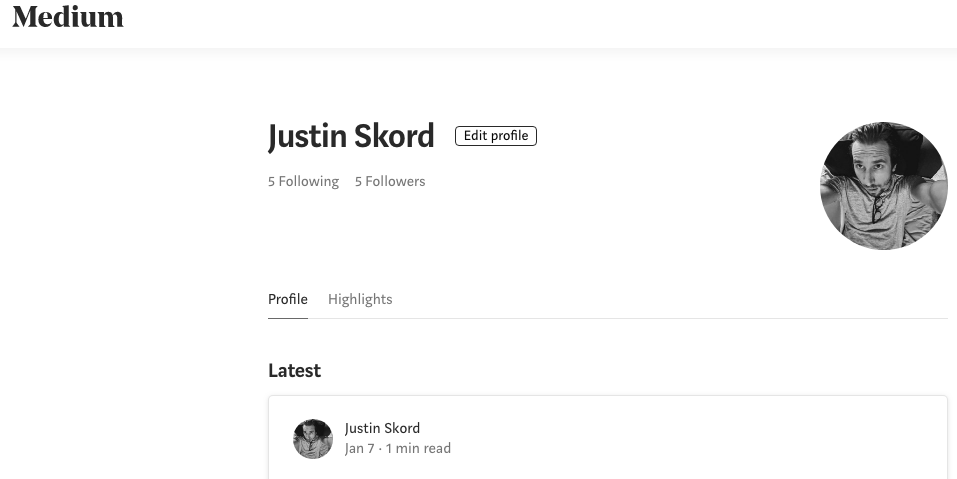 Medium
Justin Skord Edit profile
5 Following 5 Followers
Profile Highlights
Latest
Justin Skord
Jan 7 · 1 min read